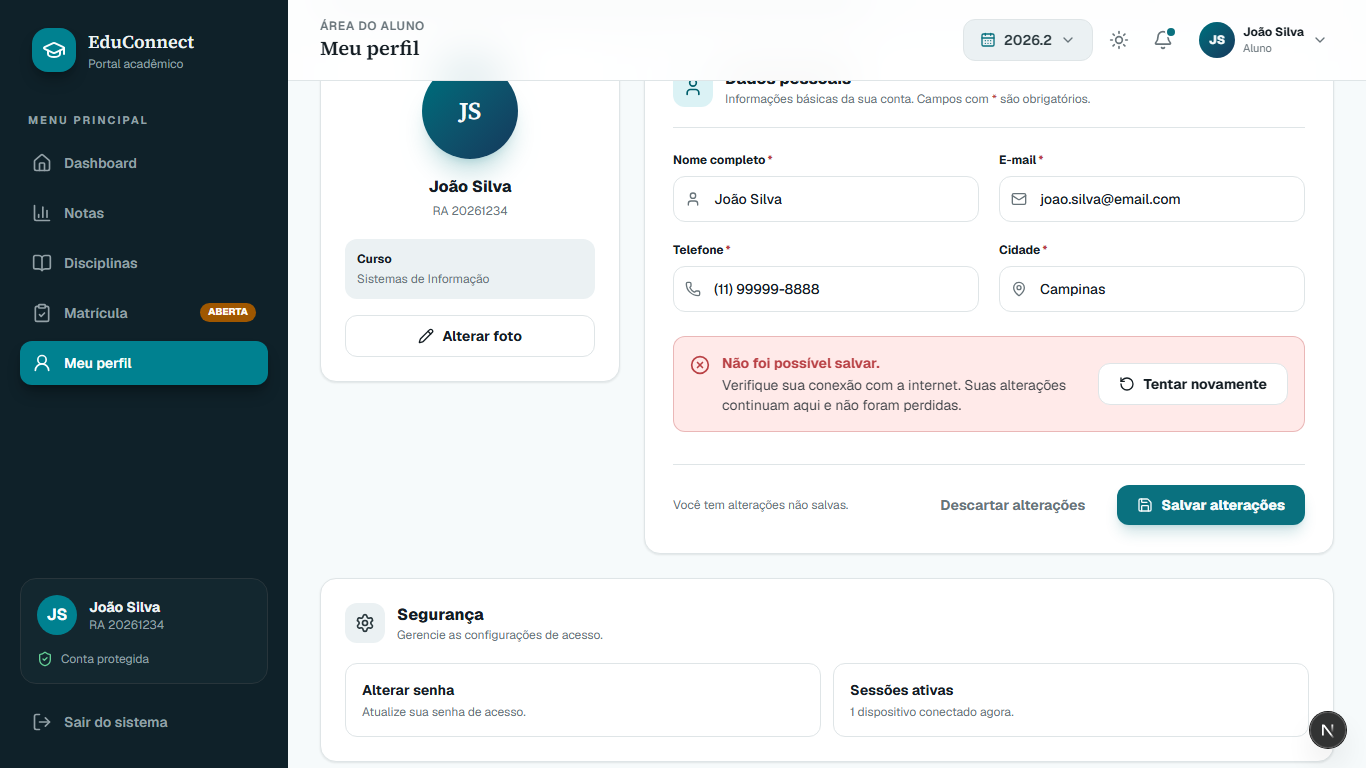 EduConnect
Portal acadêmico
MENU PRINCIPAL
Dashboard
Notas
Disciplinas
Matrícula
ABERTA
Meu perfil
JS
João Silva
RA 20261234
Conta protegida
Sair do sistema
ÁREA DO ALUNO
Meu perfil
2026.2
JS
João Silva
Aluno
JS
João Silva
RA 20261234
Curso
Sistemas de Informação
Alterar foto
Dados pessoais
Informações básicas da sua conta. Campos com * são obrigatórios.
Nome completo *
João Silva
E-mail *
joao.silva@email.com
Telefone *
(11) 99999-8888
Cidade *
Campinas
Não foi possível salvar.
Verifique sua conexão com a internet. Suas alterações
continuam aqui e não foram perdidas.
Tentar novamente
Você tem alterações não salvas.
Descartar alterações
Salvar alterações
Segurança
Gerencie as configurações de acesso.
Alterar senha
Atualize sua senha de acesso.
Sessões ativas
1 dispositivo conectado agora.
N